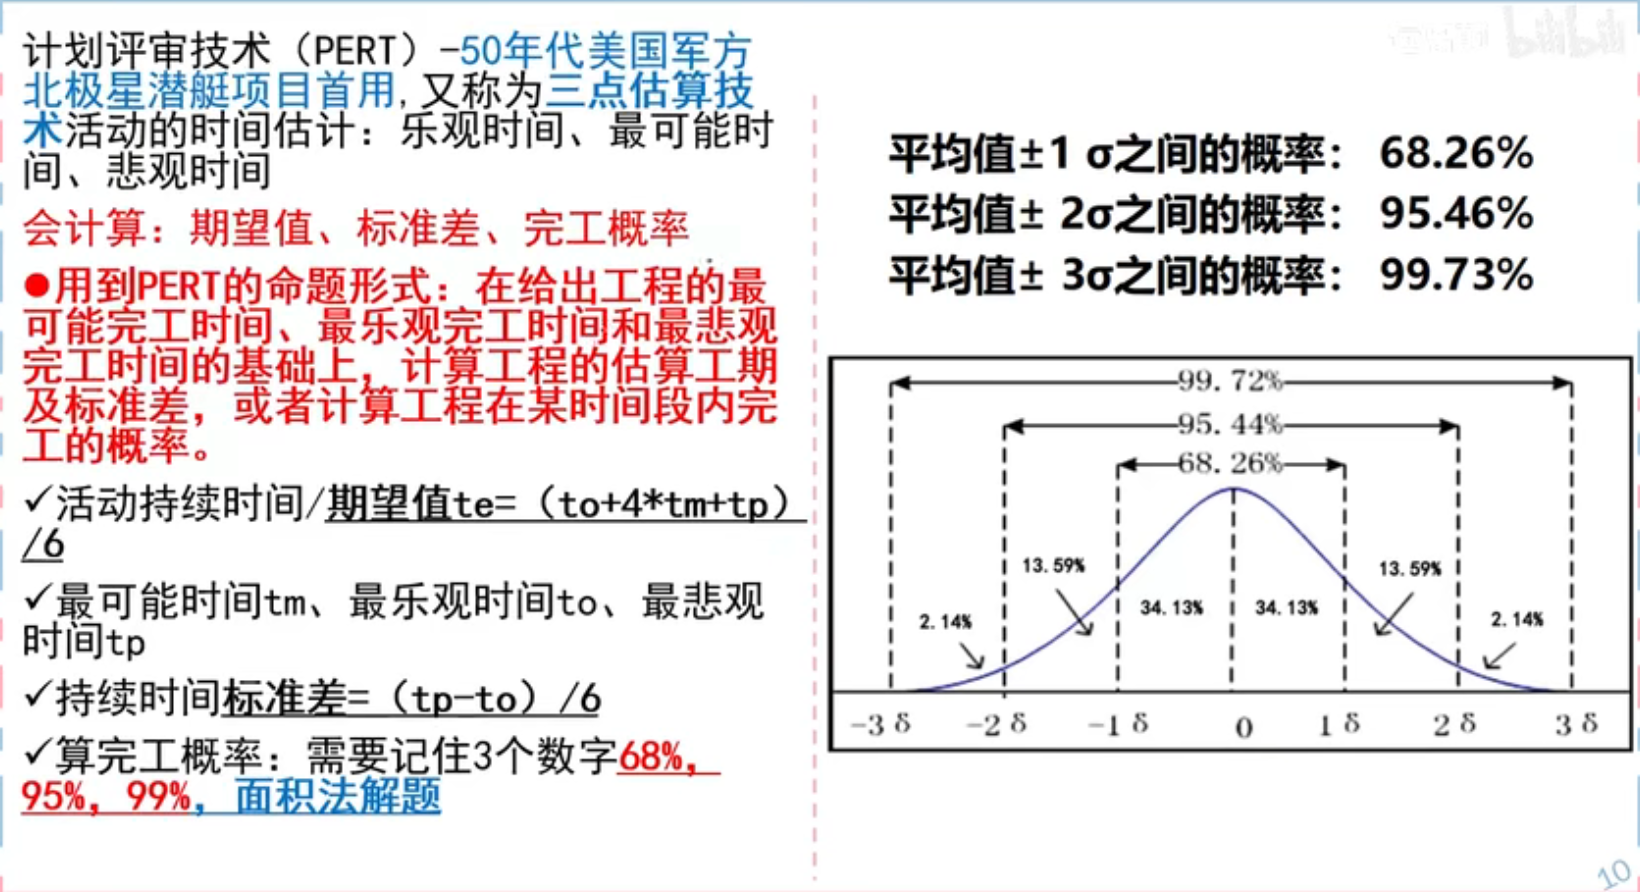 计划评审技术（PERT）-50年代美国军方
北极星潜艇项目首用,又称为三点估算技
术活动的时间估计：乐观时间、最可能时
间、悲观时间
会计算：期望值、标准差、完工概率
●用到PERT的命题形式：在给出工程的最
可能完工时间、最乐观完工时间和最悲观
完工时间的基础上，计算工程的估算工期
及标准差，或者计算工程在某时间段内完
工的概率。
✓活动持续时间/期望值te=（to+4*tm+tp）
/6
✓最可能时间tm、最乐观时间to、最悲观
时间tp
✓持续时间标准差=（tp-to）/6
✓算完工概率：需要记住3个数字68%，
95%，99%，面积法解题
bilibili
平均值±1 σ之间的概率： 68.26%
平均值± 2σ之间的概率： 95.46%
平均值± 3σ之间的概率： 99.73%
99.72%
95.44%
68.26%
13.59%
13.59%
34.13%
34.13%
2.14%
2.14%
-3δ -2δ -1δ 0 1δ 2δ 3δ
10